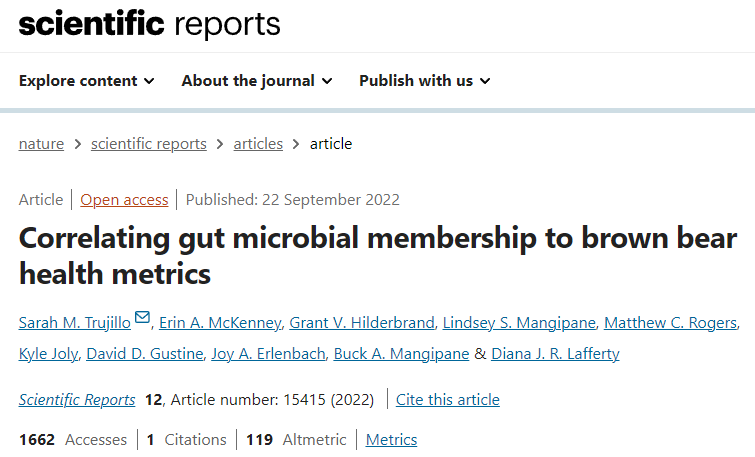 scientific reports
Explore content About the journal Publish with us
nature > scientific reports > articles > article
Article | Open access | Published: 22 September 2022
Correlating gut microbial membership to brown bear
health metrics
Sarah M. Trujillo, Erin A. McKenney, Grant V. Hilderbrand, Lindsey S. Mangipane, Matthew C. Rogers,
Kyle Joly, David D. Gustine, Joy A. Erlenbach, Buck A. Mangipane & Diana J. R. Lafferty
Scientific Reports 12, Article number: 15415 (2022) | Cite this article
1662 Accesses | 1 Citations | 119 Altmetric | Metrics